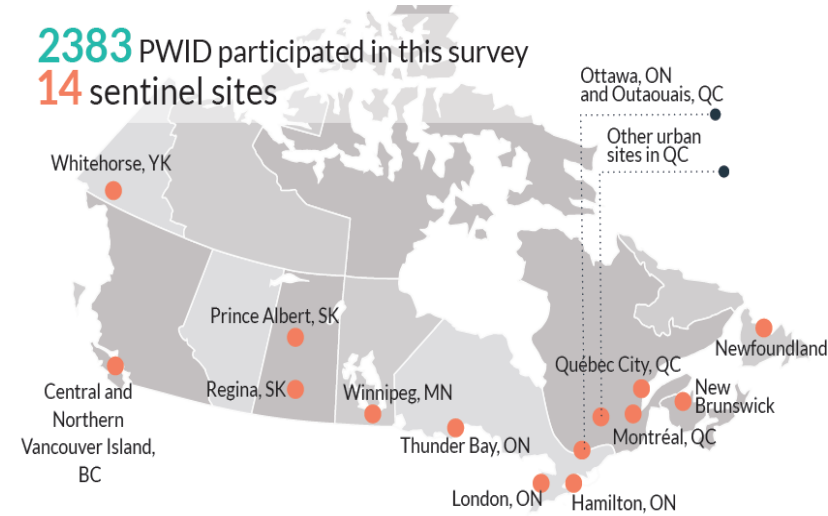 2383 PWID participated in this survey
14 sentinel sites
Ottawa, ON
and Outaouais, QC
Other urban
sites in QC
Whitehorse, YK
Prince Albert, SK
Regina, SK
Winnipeg, MN
Central and
Northern
Vancouver Island,
BC
Thunder Bay, ON
London, ON
Hamilton, ON
Québec City, QC
Montréal, QC
New
Brunswick
Newfoundland